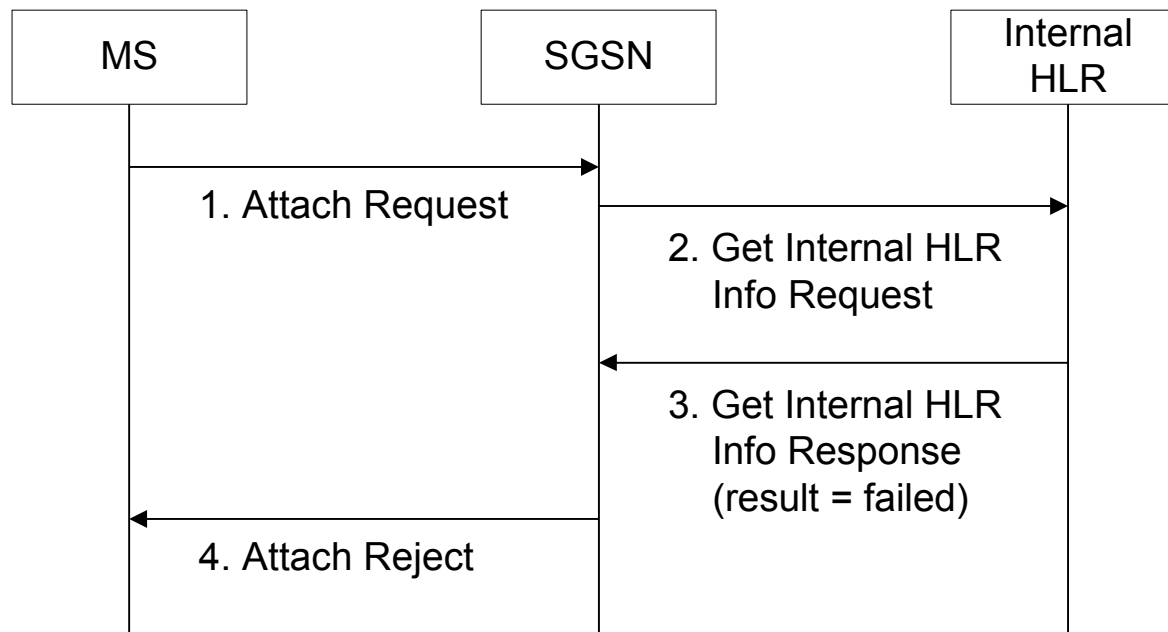 MS
SGSN
Internal
HLR
1. Attach Request
2. Get Internal HLR
Info Request
3. Get Internal HLR
Info Response
(result = failed)
4. Attach Reject